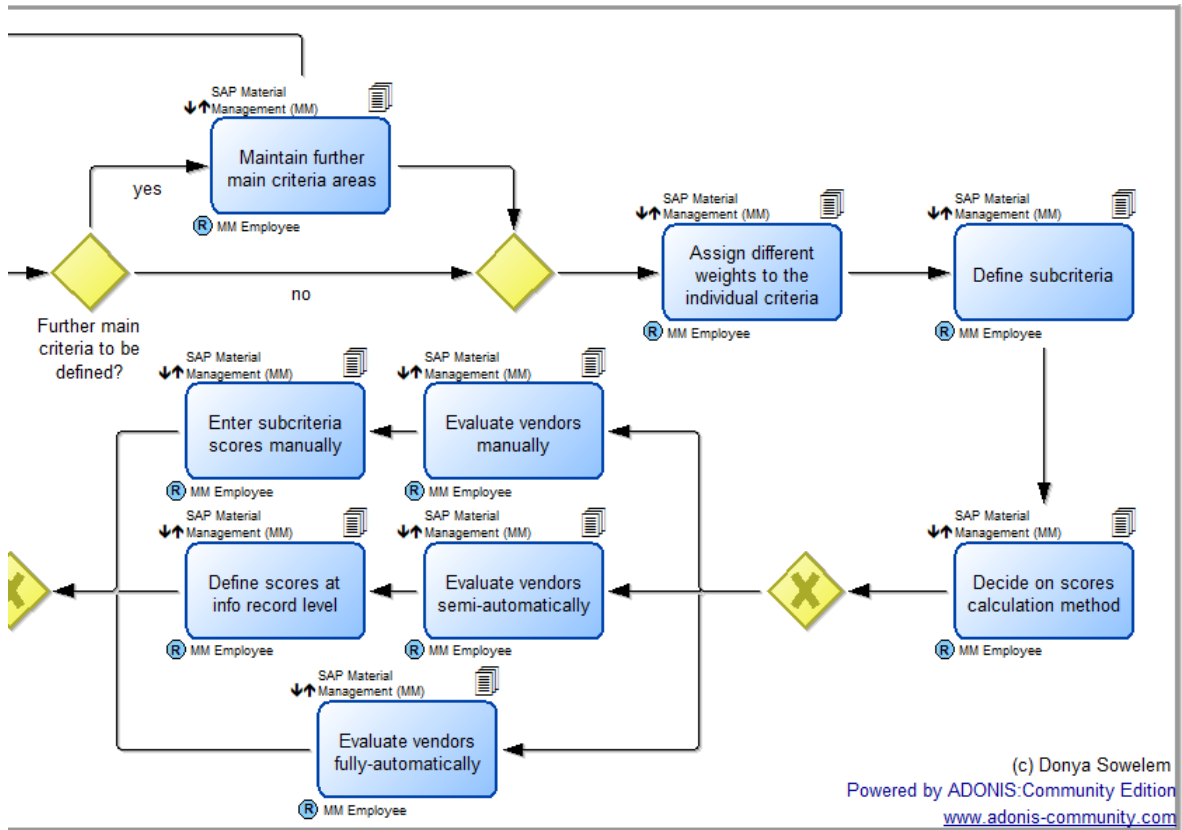 SAP Material
Management (MM)
Maintain further
main criteria areas
R MM Employee
yes
no
Further main
criteria to be
defined?
SAP Material
Management (MM)
Assign different
weights to the
individual criteria
R MM Employee
SAP Material
Management (MM)
Define subcriteria
R MM Employee
SAP Material
Management (MM)
Enter subcriteria
scores manually
R MM Employee
SAP Material
Management (MM)
Evaluate vendors
manually
R MM Employee
SAP Material
Management (MM)
Define scores at
info record level
R MM Employee
SAP Material
Management (MM)
Evaluate vendors
semi-automatically
R MM Employee
SAP Material
Management (MM)
Decide on scores
calculation method
R MM Employee
SAP Material
Management (MM)
Evaluate vendors
fully-automatically
R MM Employee
(c) Donya Sowelem
Powered by ADONIS:Community Edition
www.adonis-community.com